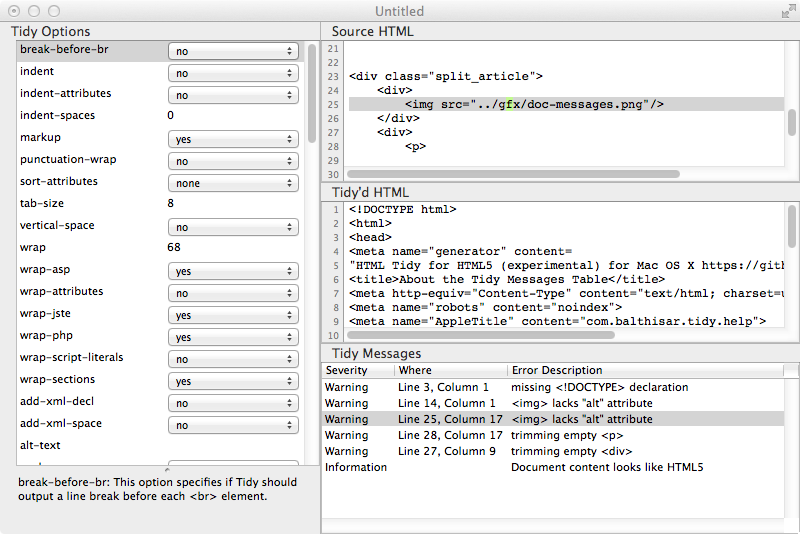 Untitled
Tidy Options
break-before-br no
indent no
indent-attributes no
indent-spaces 0
markup yes
punctuation-wrap no
sort-attributes none
tab-size 8
vertical-space no
wrap 68
wrap-asp yes
wrap-attributes no
wrap-jste yes
wrap-php yes
wrap-script-literals no
wrap-sections yes
add-xml-decl no
add-xml-space no
alt-text
break-before-br: This option specifies if Tidy should
output a line break before each <br> element.
Source HTML
21
22
23 <div class="split_article">
24 <div>
25 <img src="../gfx/doc-messages.png"/>
26 </div>
27 <div>
28 <p>
29
30
Tidy'd HTML
1 <!DOCTYPE html>
2 <html>
3 <head>
4 <meta name="generator" content=
5 "HTML Tidy for HTML5 (experimental) for Mac OS X https://gith
6 <title>About the Tidy Messages Table</title>
7 <meta http-equiv="Content-Type" content="text/html; charset=u
8 <meta name="robots" content="noindex">
9 <meta name="AppleTitle" content="com.balthisar.tidy.help">
10
Tidy Messages
Severity Where Error Description
Warning Line 3, Column 1 missing <!DOCTYPE> declaration
Warning Line 14, Column 1 <img> lacks "alt" attribute
Warning Line 25, Column 17 <img> lacks "alt" attribute
Warning Line 28, Column 17 trimming empty <p>
Warning Line 27, Column 9 trimming empty <div>
Information Document content looks like HTML5